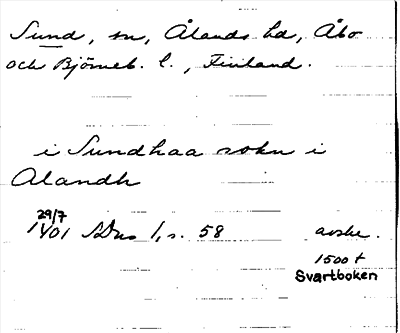 Sund, sn, Ålands hd, Åbo
och Björneb. l., Finland.
i Sundhaa sokn i
Alandh
29/7
1401 SDns 1, s. 58 avskr.
1500 t
Svartboken